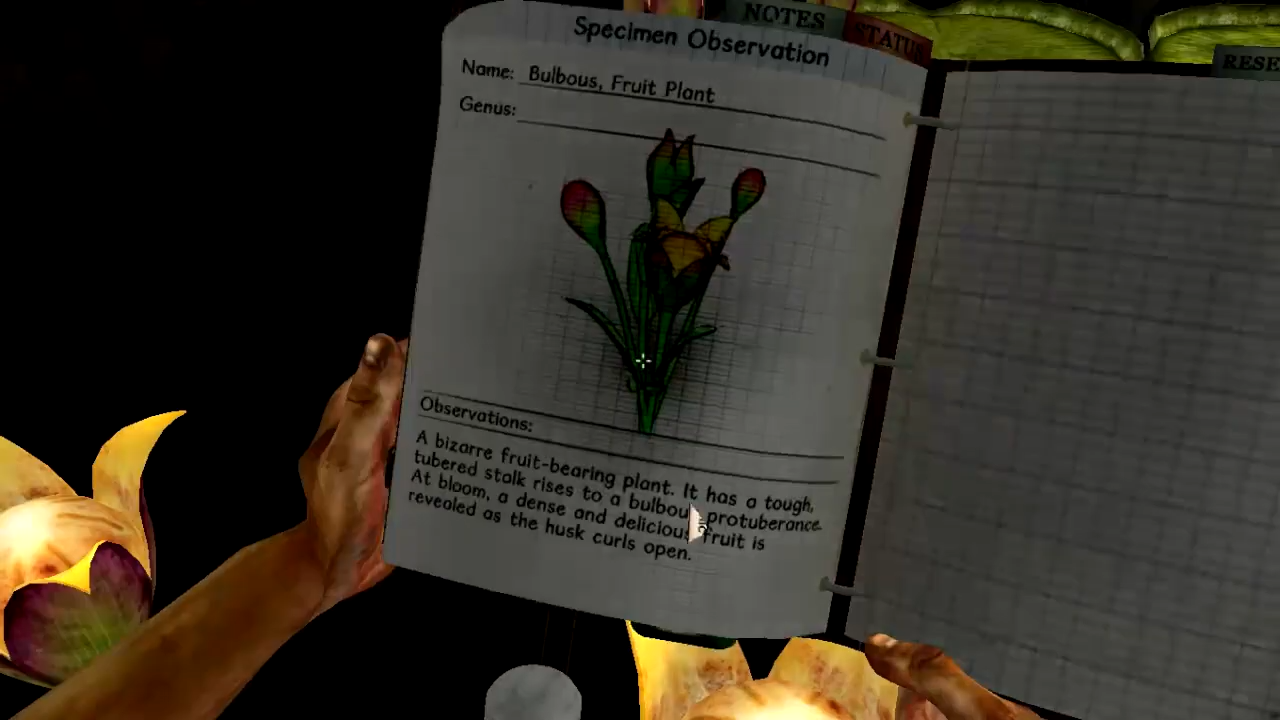 NOTES
STATUS
Specimen Observation
RESE
Name: Bulbous, Fruit Plant
Genus:
Observations:
A bizarre fruit-bearing plant. It has a tough,
tubered stalk rises to a bulbous protuberance.
At bloom, a dense and delicious fruit is
revealed as the husk curls open.